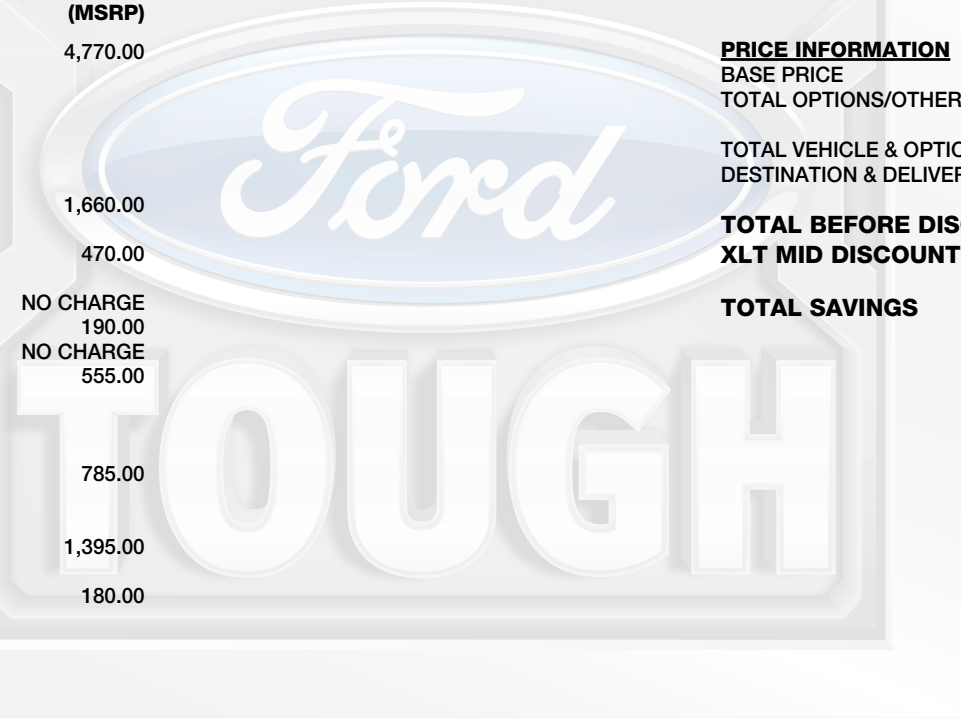 (MSRP)
4,770.00
1,660.00
470.00
NO CHARGE
190.00
NO CHARGE
555.00
785.00
1,395.00
180.00
PRICE INFORMATION
BASE PRICE
TOTAL OPTIONS/OTHER
TOTAL VEHICLE & OPTIO
DESTINATION & DELIVER
TOTAL BEFORE DISC
XLT MID DISCOUNT
TOTAL SAVINGS
Ford
TOUGH